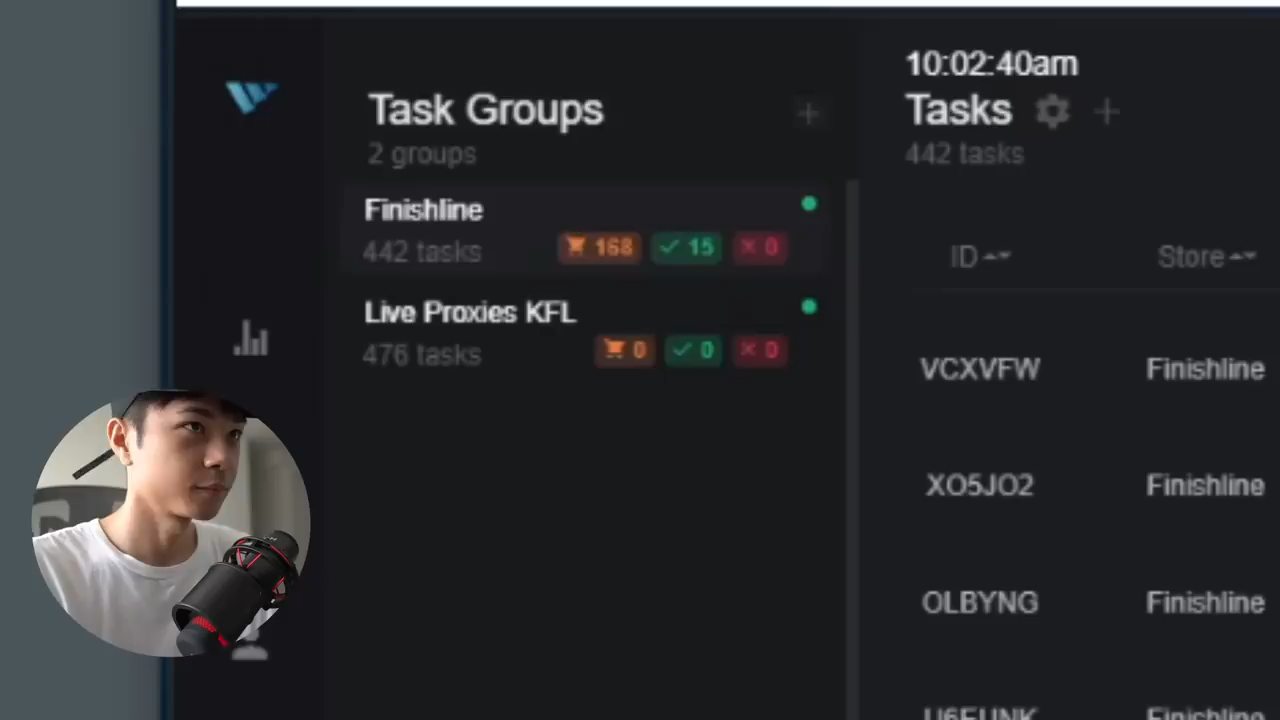 10:02:40am
Task Groups
Tasks
2 groups
442 tasks
Finishline
442 tasks
168
15
0
ID
Store
Live Proxies KFL
476 tasks
0
0
0
VCXVFW
Finishline
XO5JO2
Finishline
OLBYNG
Finishline
Finishline